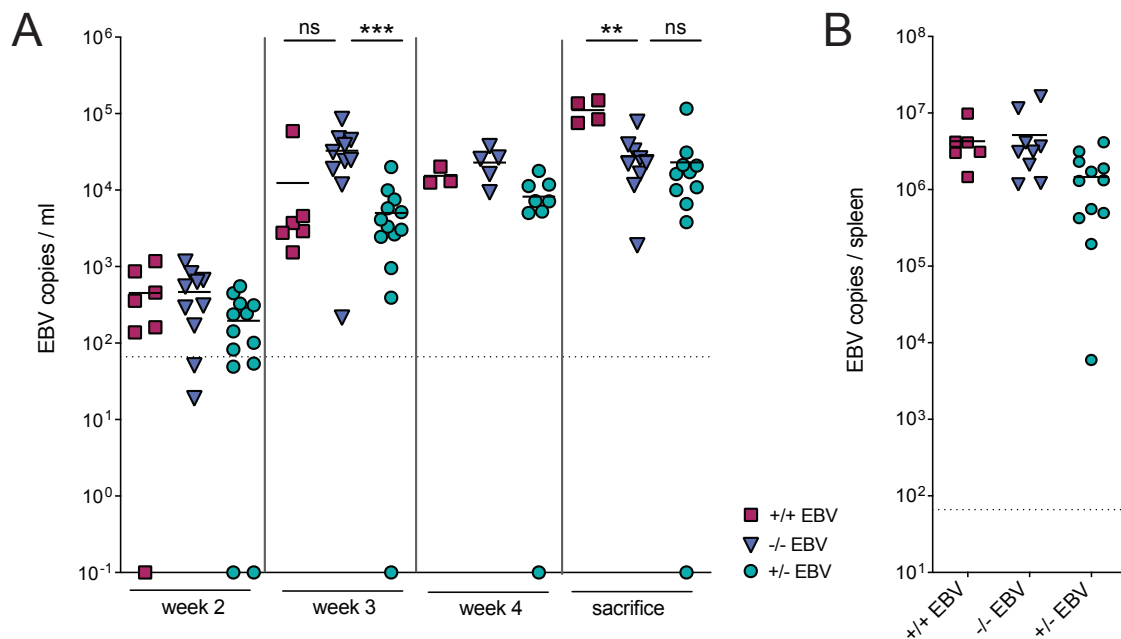 A
EBV copies / ml
10⁶
10⁵
10⁴
10³
10²
10¹
10⁰
10⁻¹
ns
***
**
ns
week 2
week 3
week 4
sacrifice
+/+ EBV
-/- EBV
+/- EBV
B
EBV copies / spleen
10⁸
10⁷
10⁶
10⁵
10⁴
10³
10²
10¹
+/+ EBV
-/- EBV
+/- EBV